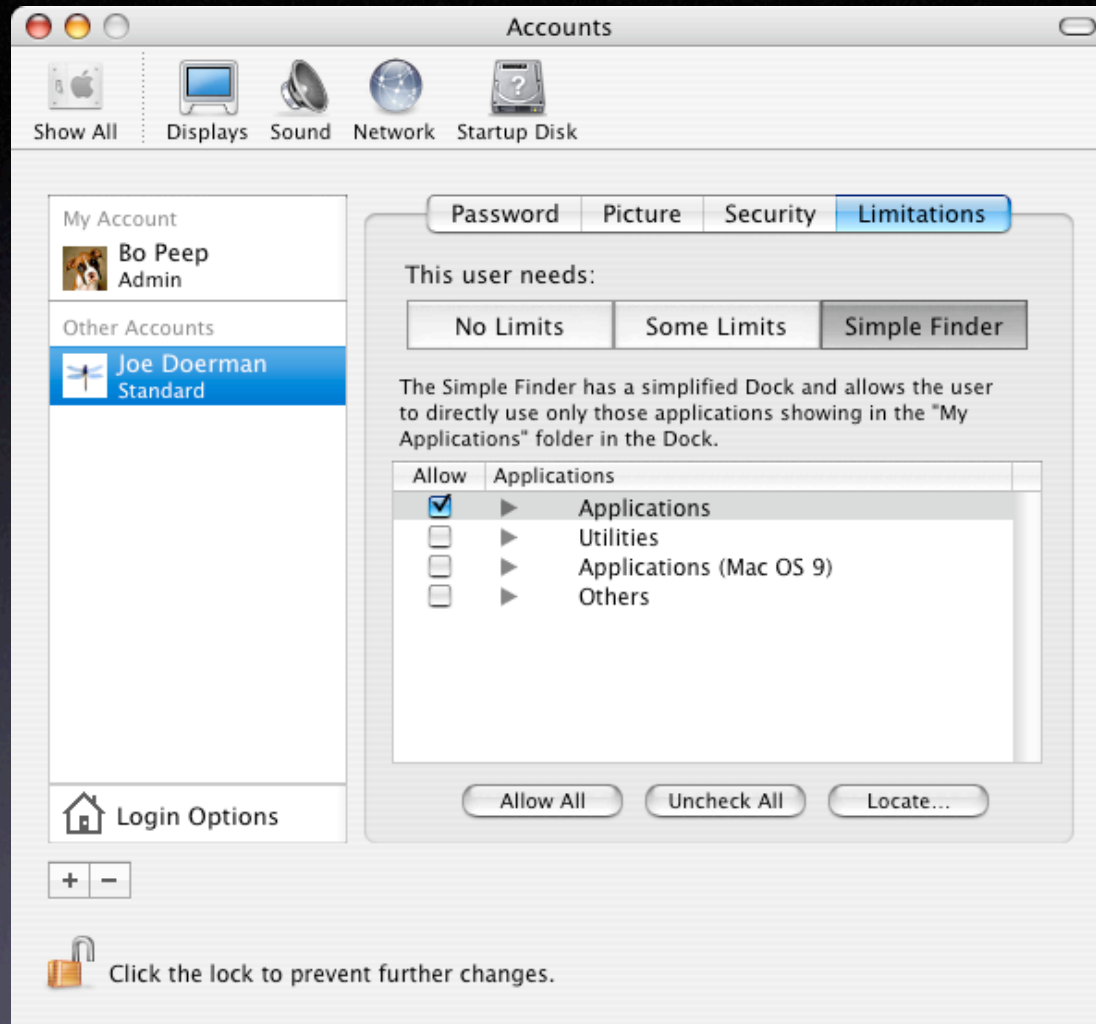 Accounts
Show All
Displays
Sound
Network
Startup Disk
My Account
Bo Peep
Admin
Other Accounts
Joe Doerman
Standard
Login Options
Password
Picture
Security
Limitations
This user needs:
No Limits
Some Limits
Simple Finder
The Simple Finder has a simplified Dock and allows the user
to directly use only those applications showing in the "My
Applications" folder in the Dock.
Allow
Applications
Applications
Utilities
Applications (Mac OS 9)
Others
Allow All
Uncheck All
Locate...
+
−
Click the lock to prevent further changes.